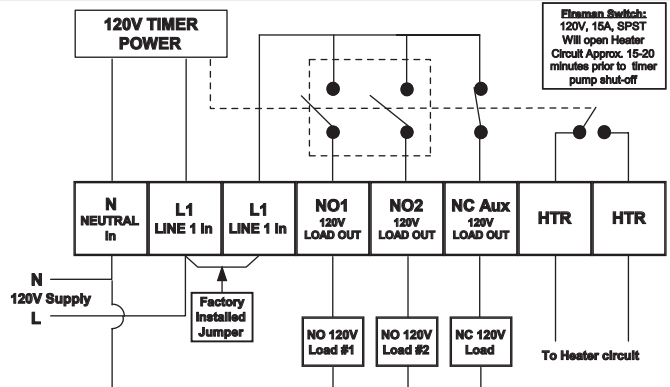 120V TIMER
POWER
Fireman Switch:
120V, 15A, SPST
Will open Heater
Circuit Approx. 15-20
minutes prior to timer
pump shut-off
N
NEUTRAL
In
L1
LINE 1 In
L1
LINE 1 In
NO1
120V
LOAD OUT
NO2
120V
LOAD OUT
NC Aux
120V
LOAD OUT
HTR
HTR
N
120V Supply
L
Factory
Installed
Jumper
NO 120V
Load #1
NO 120V
Load #2
NC 120V
Load
To Heater circuit